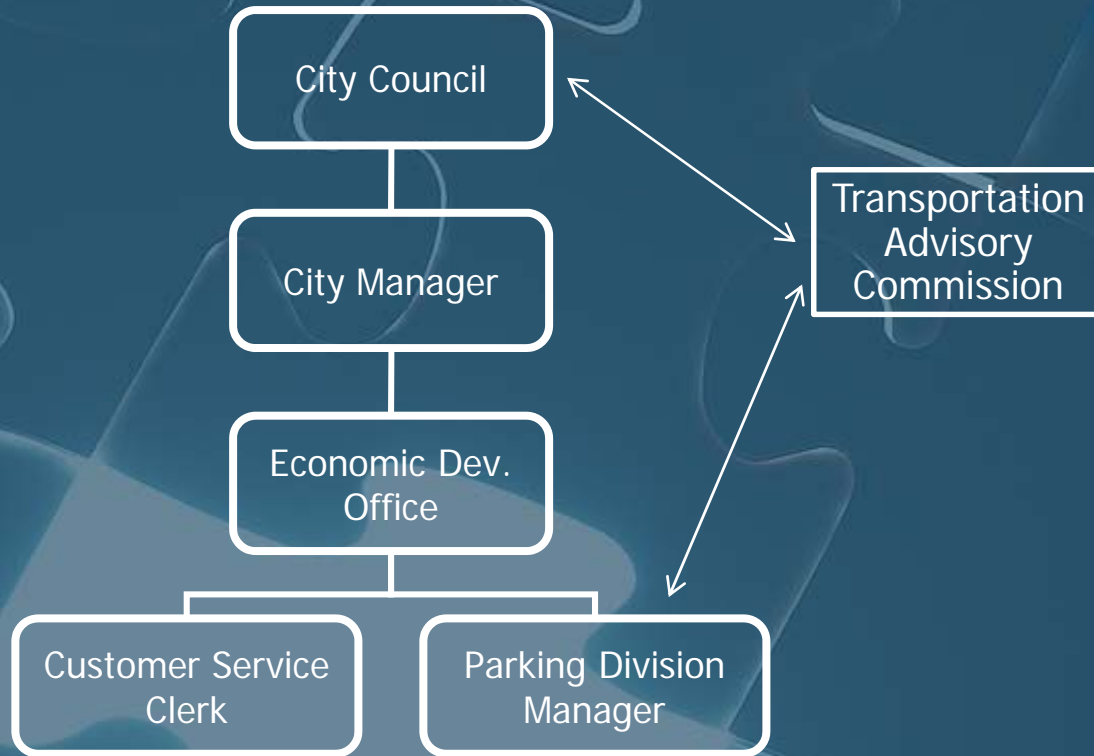 City Council
Transportation
Advisory
Commission
City Manager
Economic Dev.
Office
Customer Service
Clerk
Parking Division
Manager